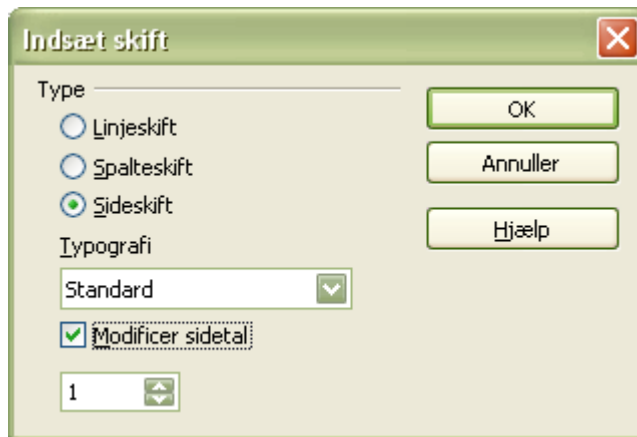 Indsæt skift
Type
Linjeskift
Spalteskift
Sideskift
Typografi
Standard
Modificer sidetal
1
OK
Annuller
Hjælp